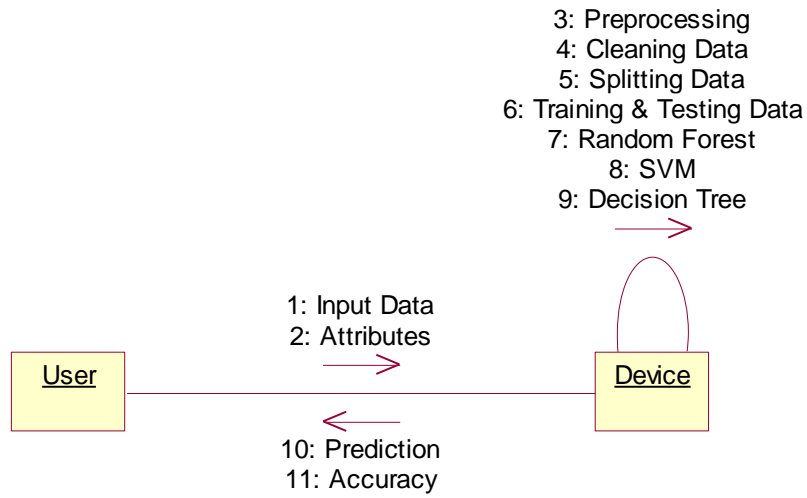 3: Preprocessing
4: Cleaning Data
5: Splitting Data
6: Training & Testing Data
7: Random Forest
8: SVM
9: Decision Tree
1: Input Data
2: Attributes
User
Device
10: Prediction
11: Accuracy